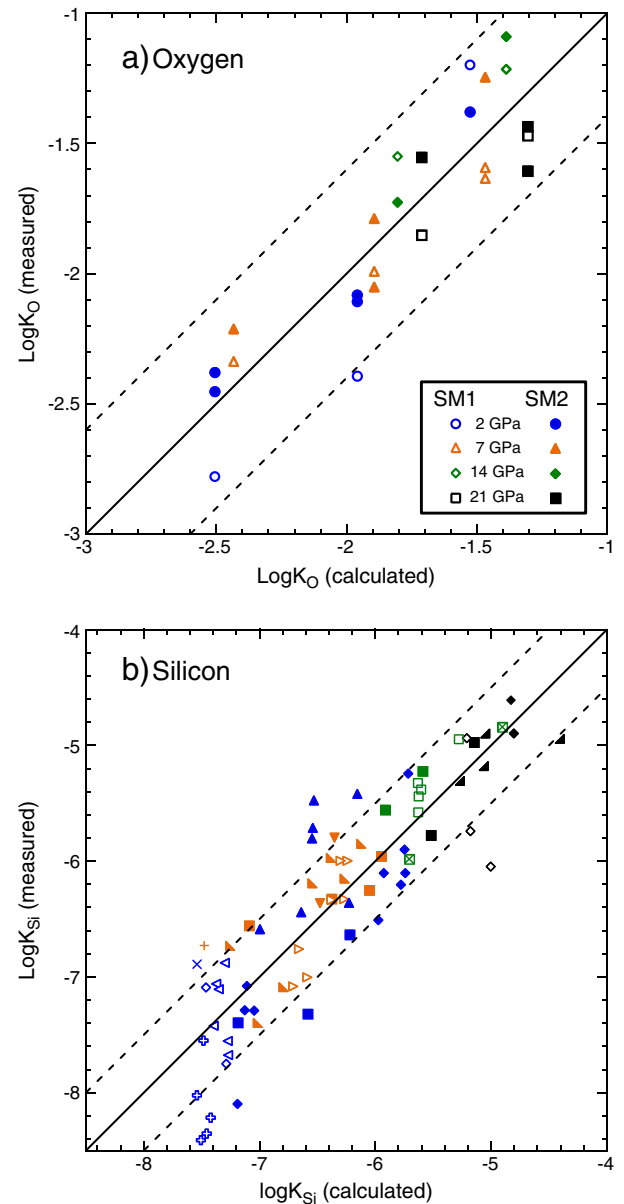 a) Oxygen
-1
-1.5
-2
-2.5
-3
LogK_O (measured)
SM1 SM2
2 GPa
7 GPa
14 GPa
21 GPa
-3 -2.5 -2 -1.5 -1
LogK_O (calculated)
b) Silicon
-4
-5
-6
-7
-8
LogK_Si (measured)
-8 -7 -6 -5 -4
logK_Si (calculated)